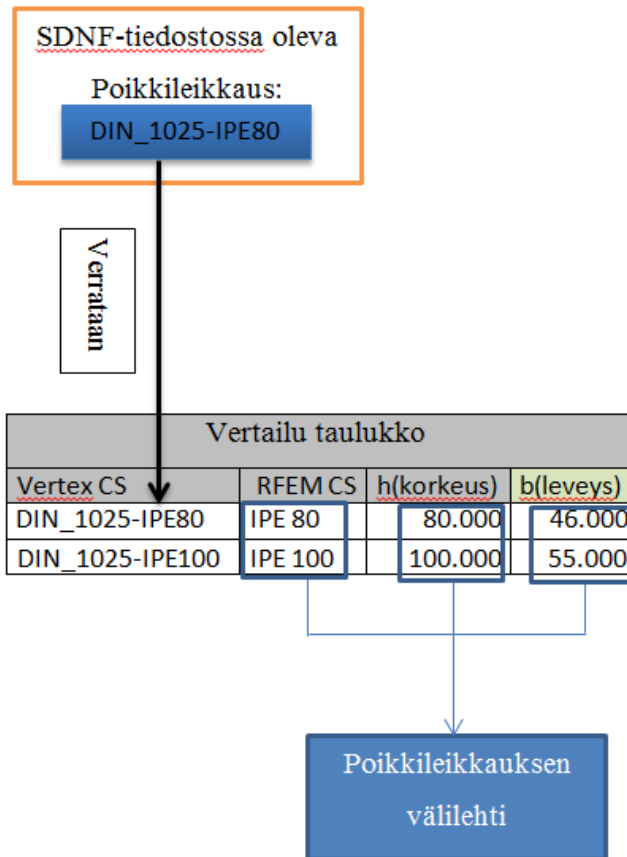 SDNF-tiedostossa oleva
Poikkileikkaus:
DIN_1025-IPE80
Verrataan
Vertailu taulukko
Vertex CS RFEM CS h(korkeus) b(leveys)
DIN_1025-IPE80 IPE 80 80.000 46.000
DIN_1025-IPE100 IPE 100 100.000 55.000
Poikkileikkauksen
välilehti